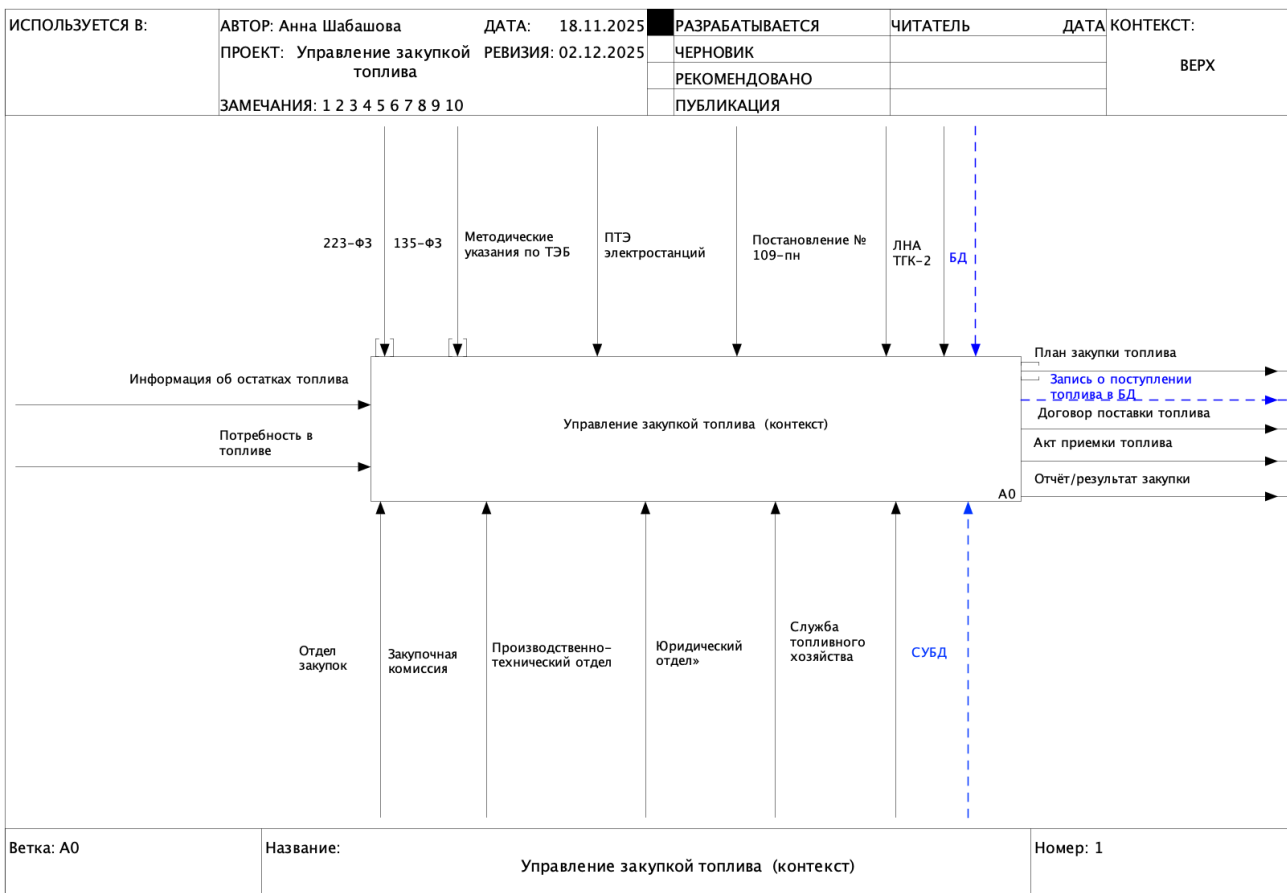 ИСПОЛЬЗУЕТСЯ В:
АВТОР: Анна Шабашова
ДАТА: 18.11.2025
РАЗРАБАТЫВАЕТСЯ
ЧИТАТЕЛЬ
ДАТА
КОНТЕКСТ:
ПРОЕКТ: Управление закупкой
топлива
РЕВИЗИЯ: 02.12.2025
ЧЕРНОВИК
ВЕРХ
РЕКОМЕНДОВАНО
ЗАМЕЧАНИЯ: 1 2 3 4 5 6 7 8 9 10
ПУБЛИКАЦИЯ
223-ФЗ
135-ФЗ
Методические
указания по ТЭБ
ПТЭ
электростанций
Постановление №
109-пн
ЛНА
ТГК-2
БД
Информация об остатках топлива
Потребность в
топливе
Управление закупкой топлива (контекст)
A0
План закупки топлива
Запись о поступлении
топлива в БД
Договор поставки топлива
Акт приемки топлива
Отчёт/результат закупки
Отдел
закупок
Закупочная
комиссия
Производственно-
технический отдел
Юридический
отдел»
Служба
топливного
хозяйства
СУБД
Ветка: A0
Название:
Управление закупкой топлива (контекст)
Номер: 1